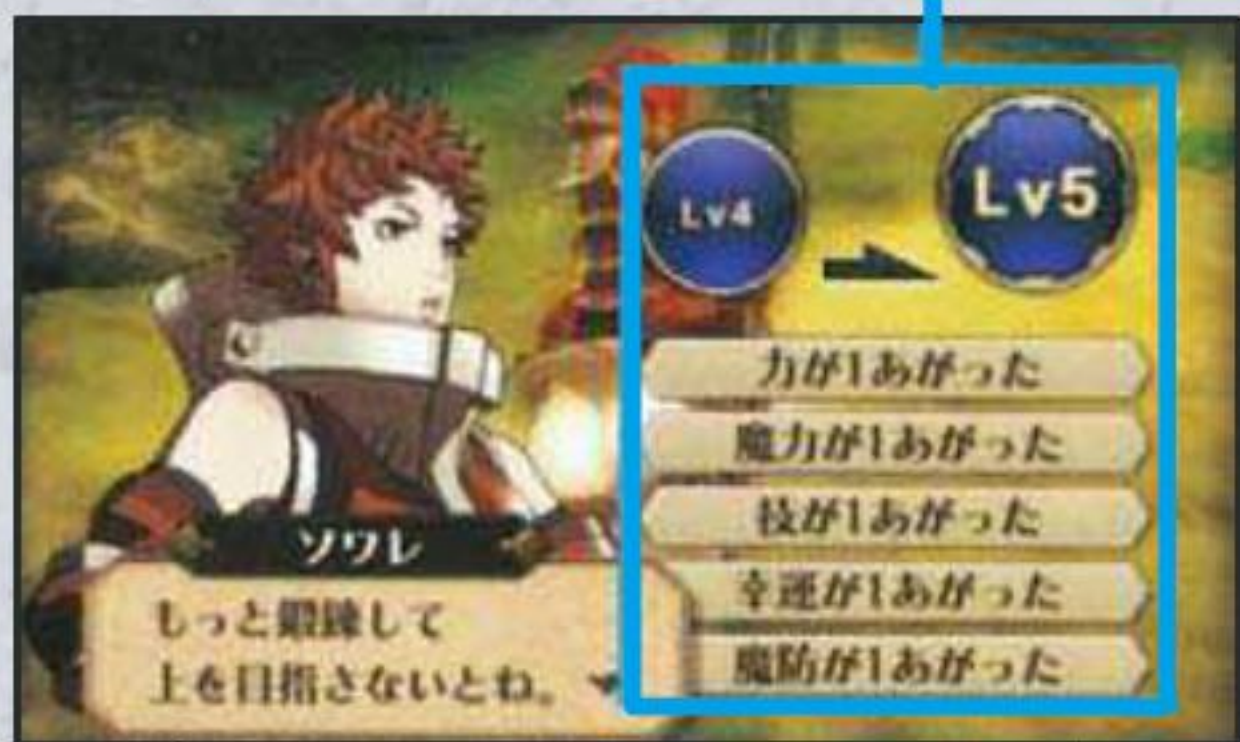 Lv4
Lv5
力が1あがった
魔力が1あがった
技が1あがった
幸運が1あがった
魔防が1あがった
ソワレ
もっと鍛錬して
上を目指さないとね。